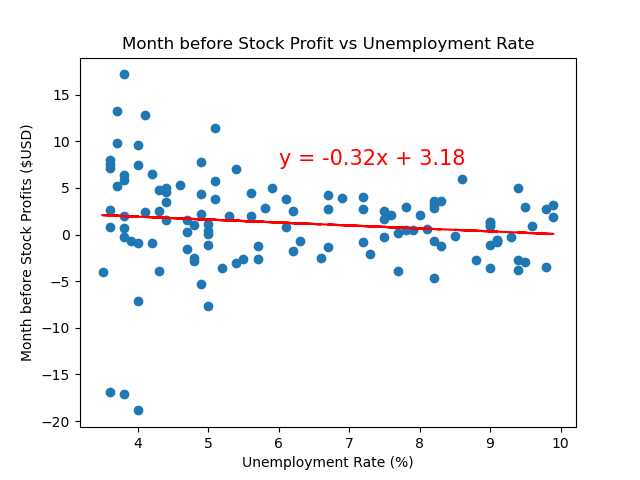 Month before Stock Profit vs Unemployment Rate
Month before Stock Profits ($USD)
15
10
5
0
−5
−10
−15
−20
y = -0.32x + 3.18
4 5 6 7 8 9 10
Unemployment Rate (%)